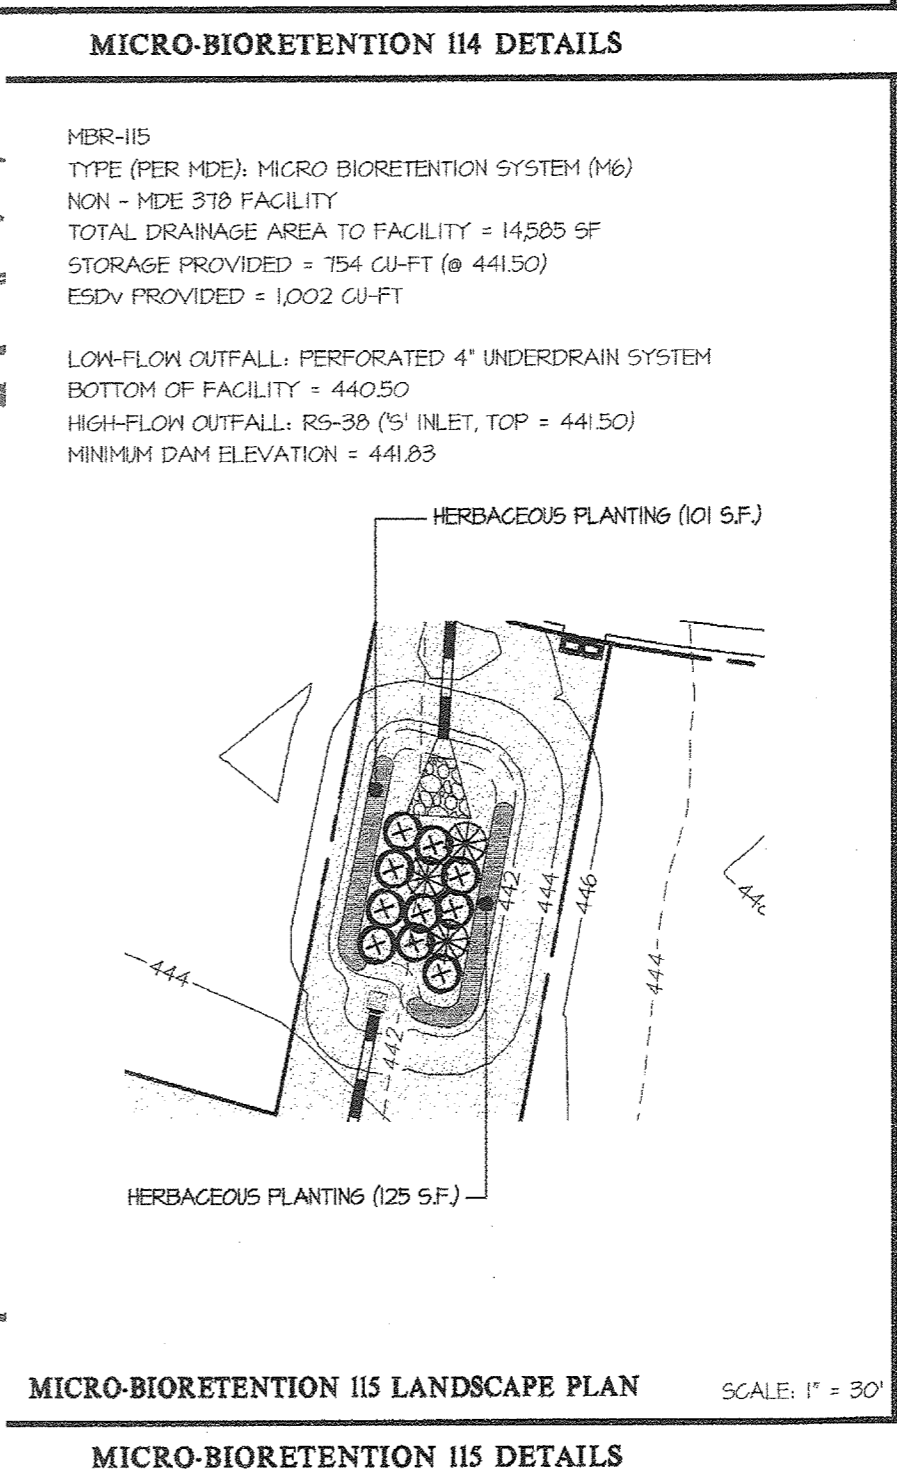 MICRO-BIORETENTION 114 DETAILS
MBR-115
TYPE (PER MDE): MICRO BIORETENTION SYSTEM (M6)
NON - MDE 378 FACILITY
TOTAL DRAINAGE AREA TO FACILITY = 14,585 SF
STORAGE PROVIDED = 754 CU-FT (@ 441.50)
ESDv PROVIDED = 1,002 CU-FT
LOW-FLOW OUTFALL: PERFORATED 4" UNDERDRAIN SYSTEM
BOTTOM OF FACILITY = 440.50
HIGH-FLOW OUTFALL: RS-38 ('S' INLET, TOP = 441.50)
MINIMUM DAM ELEVATION = 441.83
HERBACEOUS PLANTING (101 S.F.)
442
444
446
444
444
442
HERBACEOUS PLANTING (125 S.F.)
MICRO-BIORETENTION 115 LANDSCAPE PLAN
SCALE: 1" = 30'
MICRO-BIORETENTION 115 DETAILS